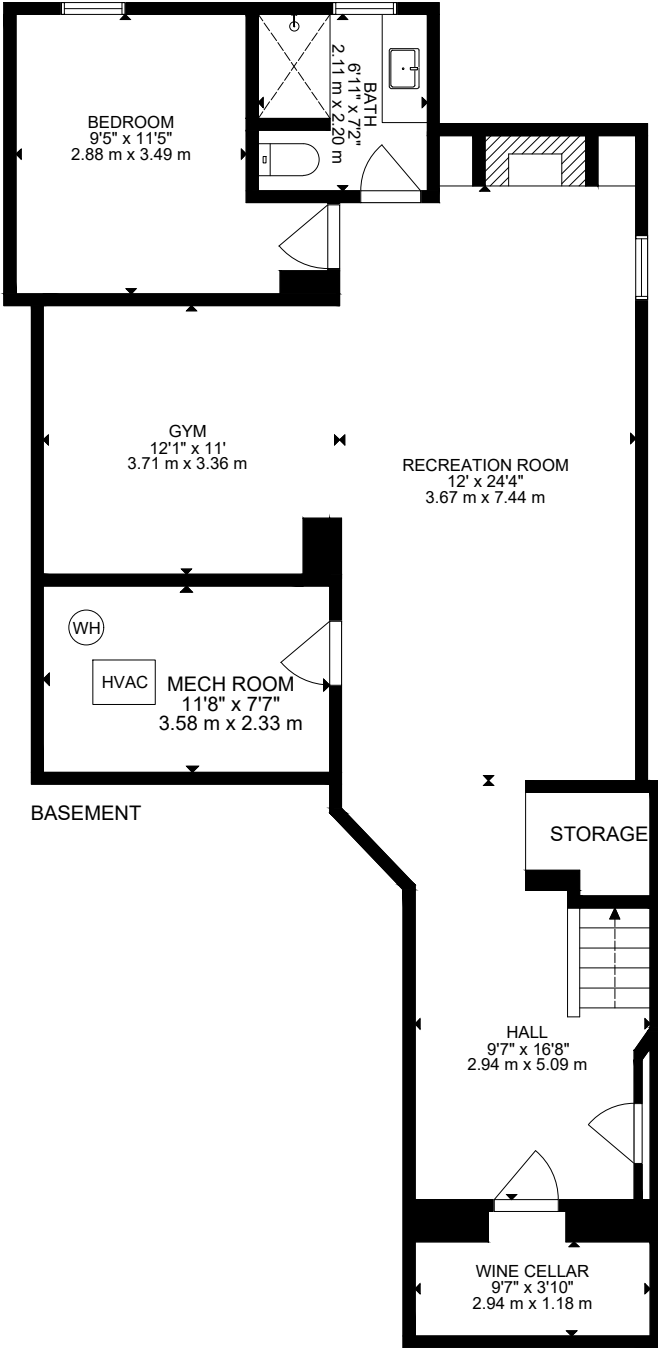 BEDROOM
9'5" x 11'5"
2.88 m x 3.49 m
BATH
6'11" x 7'2"
2.11 m x 2.20 m
GYM
12'1" x 11'
3.71 m x 3.36 m
RECREATION ROOM
12' x 24'4"
3.67 m x 7.44 m
WH
HVAC
MECH ROOM
11'8" x 7'7"
3.58 m x 2.33 m
BASEMENT
STORAGE
HALL
9'7" x 16'8"
2.94 m x 5.09 m
WINE CELLAR
9'7" x 3'10"
2.94 m x 1.18 m